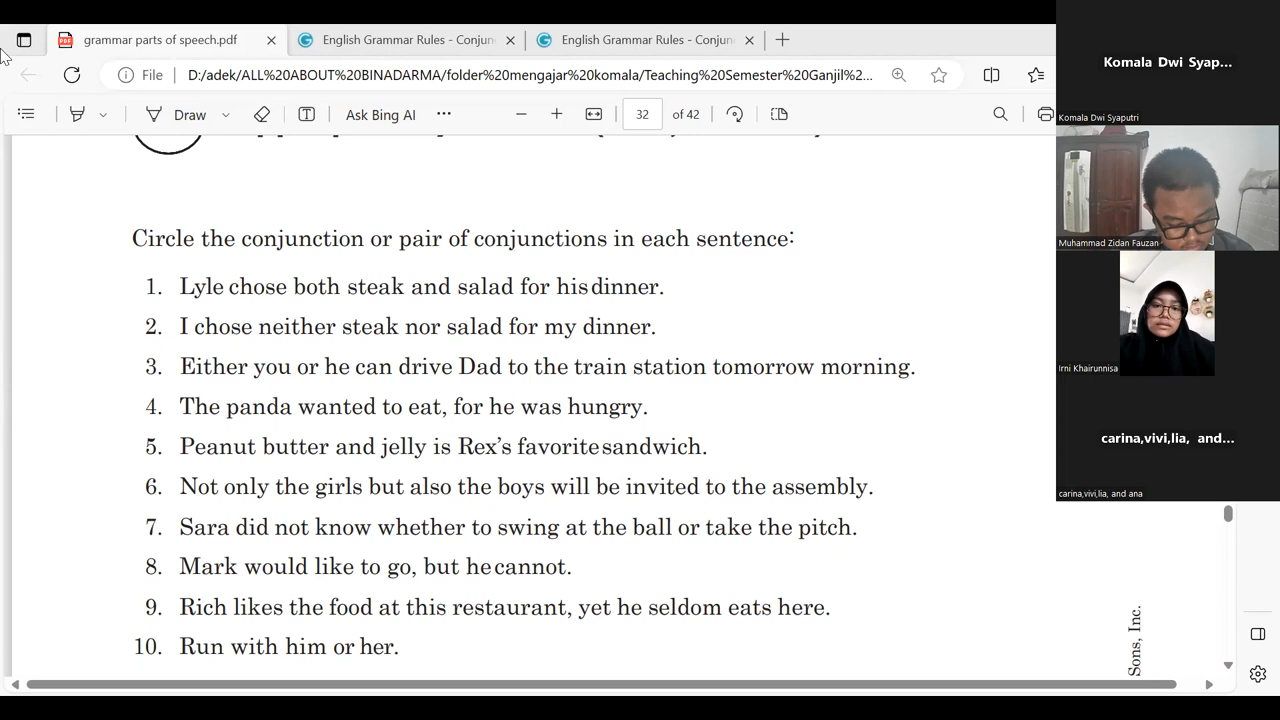 grammar parts of speech.pdf
English Grammar Rules - Conjun
English Grammar Rules - Conjun
File
D:/adek/ALL%20ABOUT%20BINADARMA/folder%20mengajar%20komala/Teaching%20Semester%20Ganjil%2...
Draw
Ask Bing AI
32 of 42
Circle the conjunction or pair of conjunctions in each sentence:
1. Lyle chose both steak and salad for his dinner.
2. I chose neither steak nor salad for my dinner.
3. Either you or he can drive Dad to the train station tomorrow morning.
4. The panda wanted to eat, for he was hungry.
5. Peanut butter and jelly is Rex’s favorite sandwich.
6. Not only the girls but also the boys will be invited to the assembly.
7. Sara did not know whether to swing at the ball or take the pitch.
8. Mark would like to go, but he cannot.
9. Rich likes the food at this restaurant, yet he seldom eats here.
10. Run with him or her.
Sons, Inc.
Komala Dwi Syap...
Komala Dwi Syaputri
Muhammad Zidan Fauzan
Irni Khairunnisa
carina,vivi,lia, and...
carina,vivi,lia, and ana